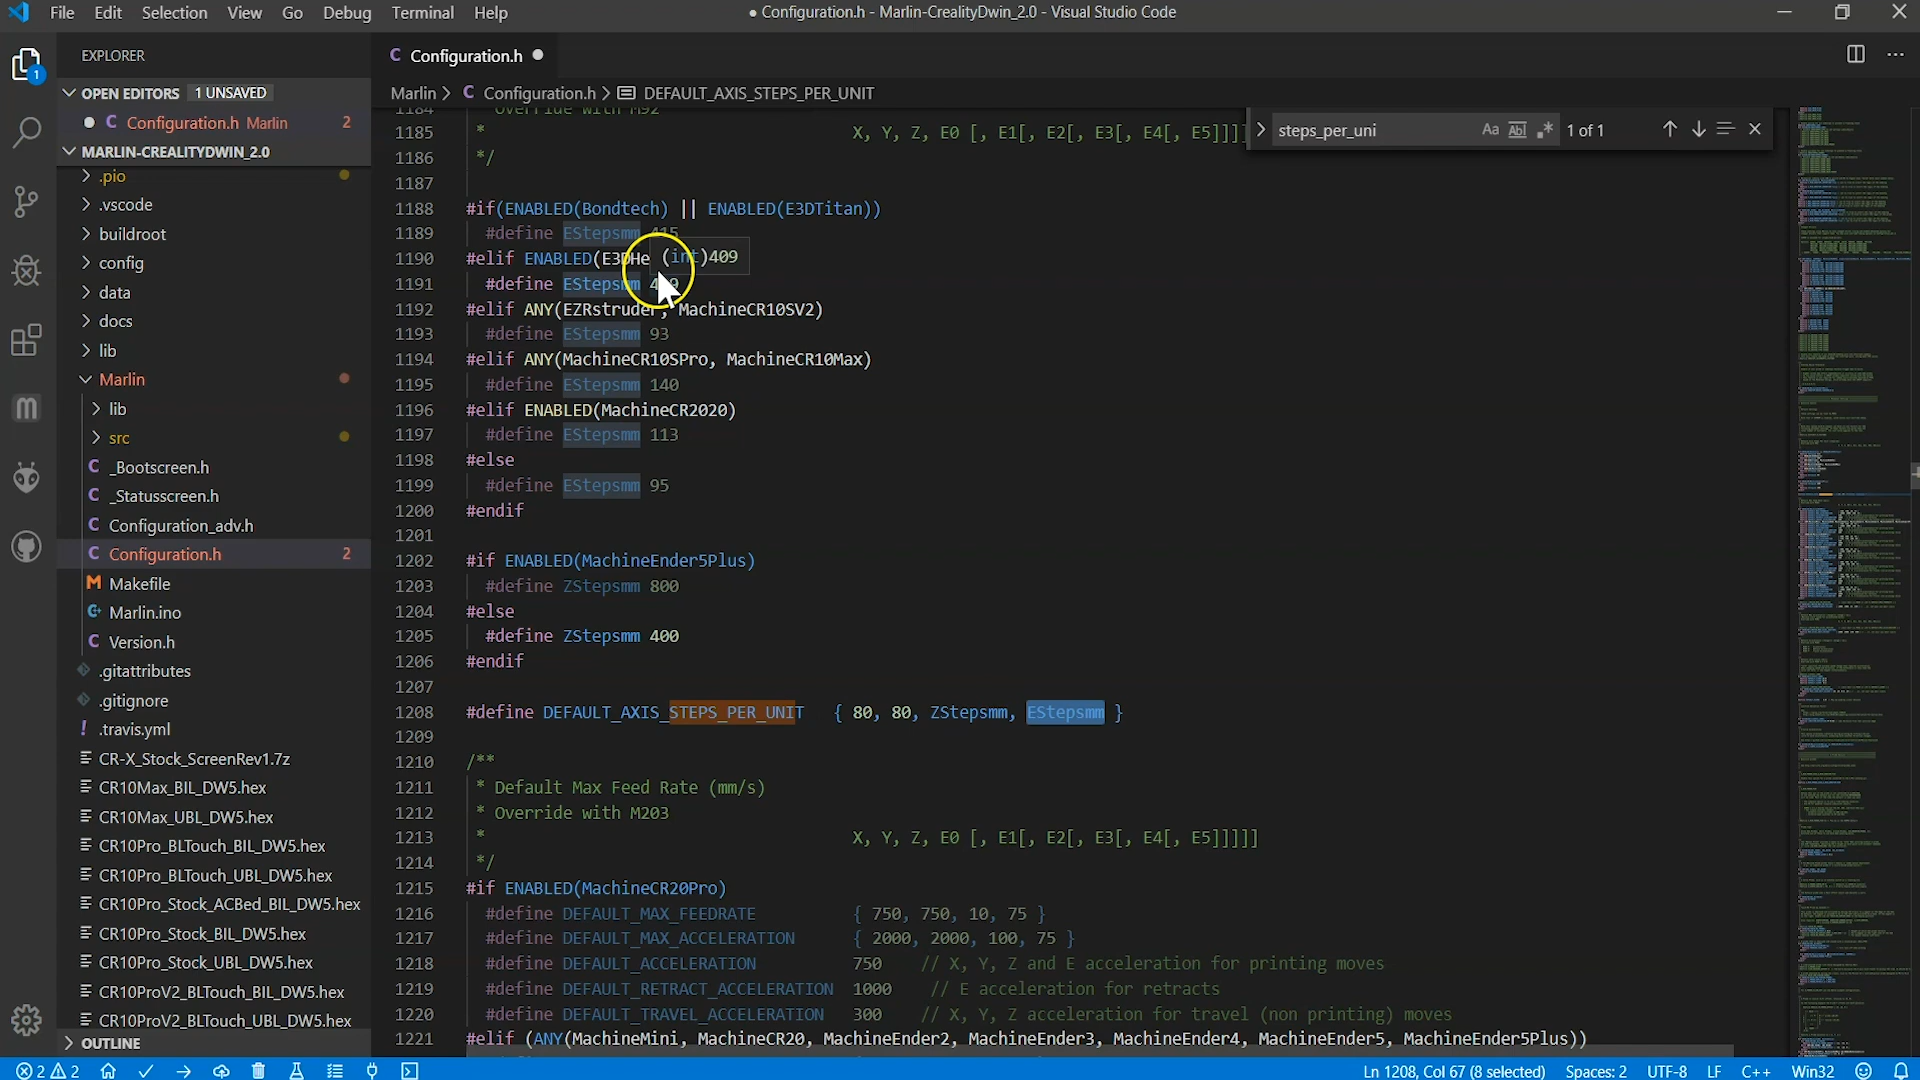 File Edit Selection View Go Debug Terminal Help
● Configuration.h - Marlin-CrealityDwin_2.0 - Visual Studio Code
EXPLORER
OPEN EDITORS 1 UNSAVED
C Configuration.h Marlin 2
MARLIN-CREALITYDWIN_2.0
.pio
.vscode
buildroot
config
data
docs
lib
Marlin
lib
src
C _Bootscreen.h
C _Statusscreen.h
C Configuration_adv.h
C Configuration.h 2
M Makefile
Marlin.ino
C Version.h
.gitattributes
.gitignore
! .travis.yml
CR-X_Stock_ScreenRev1.7z
CR10Max_BIL_DW5.hex
CR10Max_UBL_DW5.hex
CR10Pro_BLTouch_BIL_DW5.hex
CR10Pro_BLTouch_UBL_DW5.hex
CR10Pro_Stock_ACBed_BIL_DW5.hex
CR10Pro_Stock_BIL_DW5.hex
CR10Pro_Stock_UBL_DW5.hex
CR10ProV2_BLTouch_BIL_DW5.hex
CR10ProV2_BLTouch_UBL_DW5.hex
OUTLINE
C Configuration.h
Marlin > C Configuration.h > DEFAULT_AXIS_STEPS_PER_UNIT
steps_per_uni Aa Abl .* 1 of 1
1184 Override with M92
1185 * X, Y, Z, E0 [, E1[, E2[, E3[, E4[, E5]]]]
1186 */
1187
1188 #if(ENABLED(Bondtech) || ENABLED(E3DTitan))
1189 #define EStepsmm 415
1190 #elif ENABLED(E3DHe
(int)409
1191 #define EStepsmm
1192 #elif ANY(EZRstruder, MachineCR10SV2)
1193 #define EStepsmm 93
1194 #elif ANY(MachineCR10SPro, MachineCR10Max)
1195 #define EStepsmm 140
1196 #elif ENABLED(MachineCR2020)
1197 #define EStepsmm 113
1198 #else
1199 #define EStepsmm 95
1200 #endif
1201
1202 #if ENABLED(MachineEnder5Plus)
1203 #define ZStepsmm 800
1204 #else
1205 #define ZStepsmm 400
1206 #endif
1207
1208 #define DEFAULT_AXIS_STEPS_PER_UNIT { 80, 80, ZStepsmm, EStepsmm }
1209
1210 /**
1211 * Default Max Feed Rate (mm/s)
1212 * Override with M203
1213 * X, Y, Z, E0 [, E1[, E2[, E3[, E4[, E5]]]]]
1214 */
1215 #if ENABLED(MachineCR20Pro)
1216 #define DEFAULT_MAX_FEEDRATE { 750, 750, 10, 75 }
1217 #define DEFAULT_MAX_ACCELERATION { 2000, 2000, 100, 75 }
1218 #define DEFAULT_ACCELERATION 750 // X, Y, Z and E acceleration for printing moves
1219 #define DEFAULT_RETRACT_ACCELERATION 1000 // E acceleration for retracts
1220 #define DEFAULT_TRAVEL_ACCELERATION 300 // X, Y, Z acceleration for travel (non printing) moves
1221 #elif (ANY(MachineMini, MachineCR20, MachineEnder2, MachineEnder3, MachineEnder4, MachineEnder5, MachineEnder5Plus))
2 2 Ln 1208, Col 67 (8 selected) Spaces: 2 UTF-8 LF C++ Win32